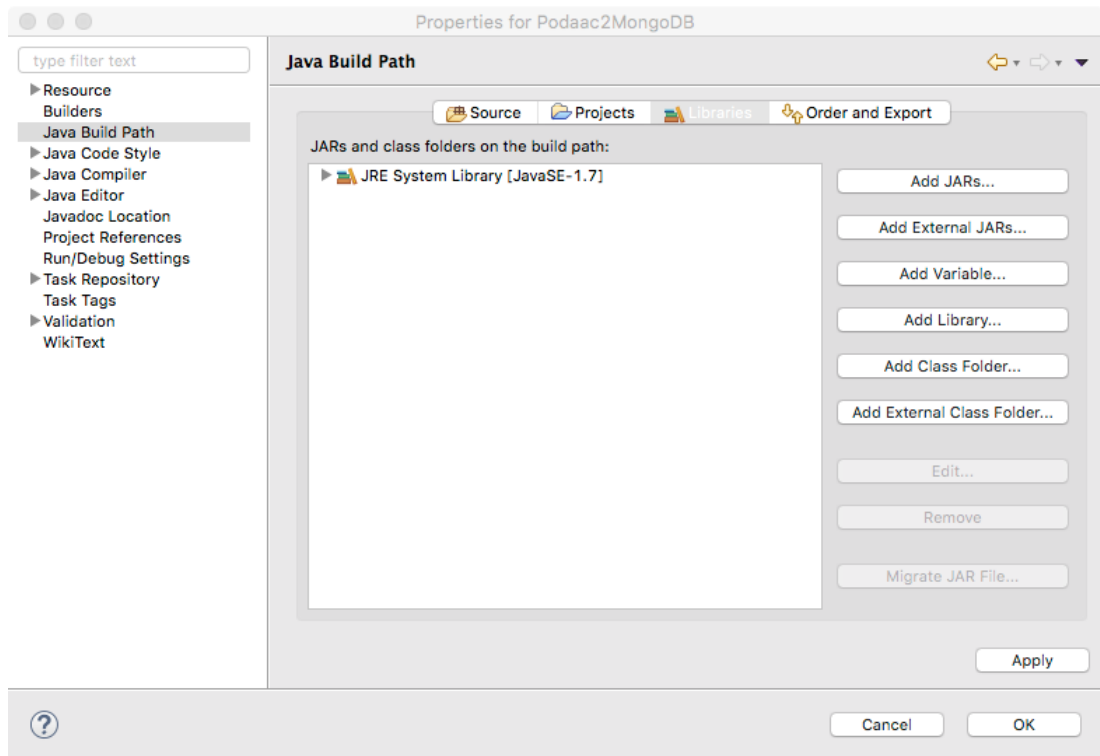 Properties for Podaac2MongoDB
type filter text
Resource
Builders
Java Build Path
Java Code Style
Java Compiler
Java Editor
Javadoc Location
Project References
Run/Debug Settings
Task Repository
Task Tags
Validation
WikiText
Java Build Path
Source Projects Libraries Order and Export
JARs and class folders on the build path:
JRE System Library [JavaSE-1.7]
Add JARs...
Add External JARs...
Add Variable...
Add Library...
Add Class Folder...
Add External Class Folder...
Edit...
Remove
Migrate JAR File...
Apply
?
Cancel OK